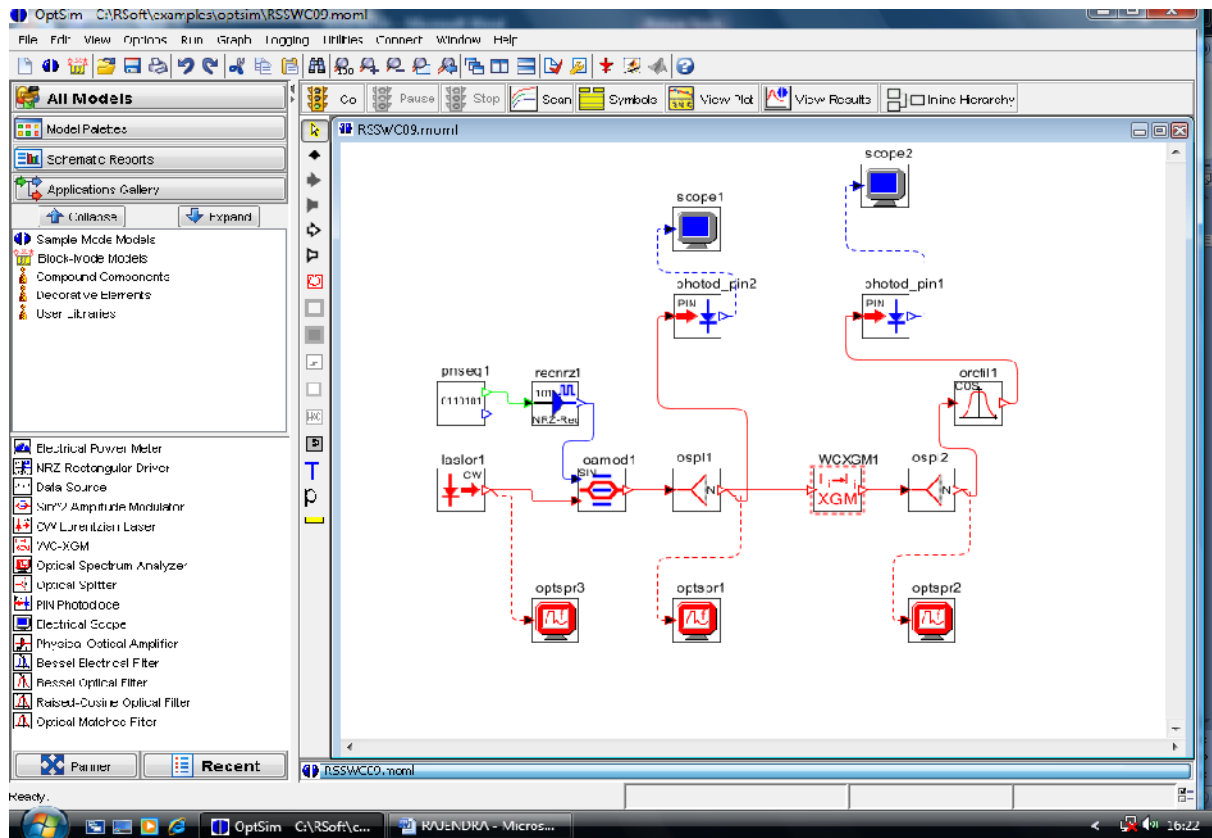 OptSim C:\RSoft\examples\optsim\RSSWC09.moml
File Edit View Options Run Graph Logging Utilities Connect Window Help
All Models
Go Pause Stop Scan Symbols View Plot View Results Inline Hierarchy
Model Palettes
RSSWC09.moml
Schematic Reports
Applications Gallery
Collapse Expand
Sample Mode Models
Block-Mode Models
Compound Components
Decorative Elements
User Libraries
scope2
scope1
photod_pin2 photod_pin1
PIN PIN
priseq1 recnrz1 orcfil1
0110101 101 COS
NRZ-Rec
laslor1 oamod1 ospl1 WCXGM1 ospl2
CW SIN N XGM N
optspr3 optspr1 optspr2
Electrical Power Meter
NRZ Rectangular Driver
Data Source
Sin^2 Amplitude Modulator
CW Lorentzian Laser
WC-XGM
Optical Spectrum Analyzer
Optical Splitter
PIN Photodiode
Electrical Scope
Physical Optical Amplifier
Bessel Electrical Filter
Bessel Optical Filter
Raised-Cosine Optical Filter
Optical Matched Filter
Panner Recent
RSSWC09.moml
Ready.
OptSim C:\RSoft\c... RAJENDRA - Micros... 16:22